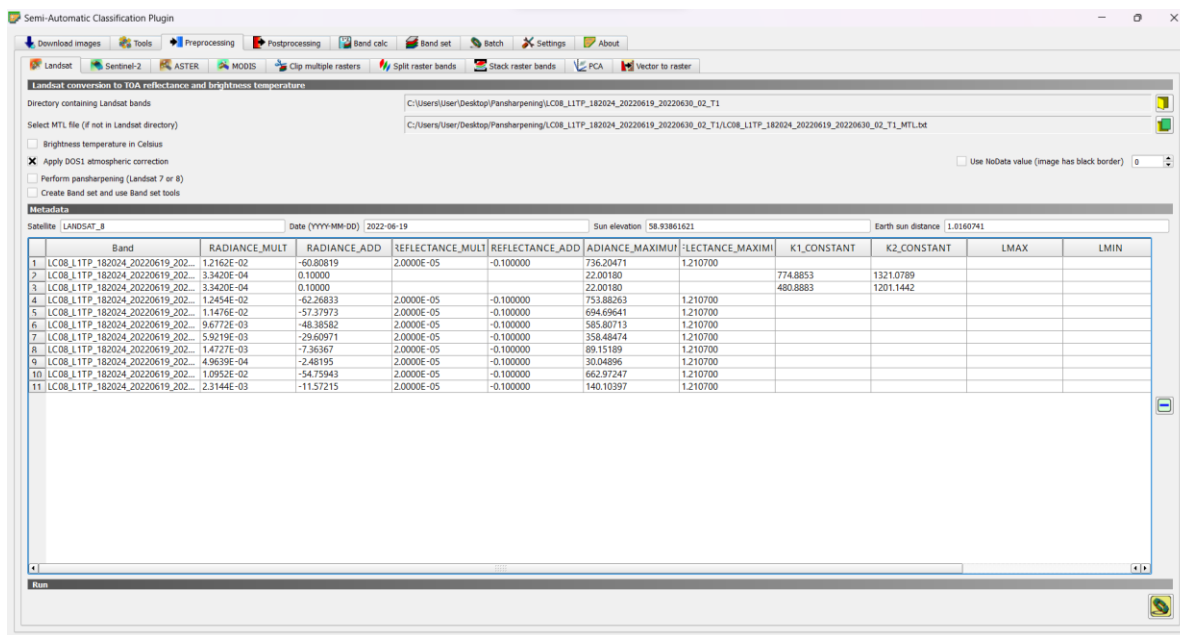 Semi-Automatic Classification Plugin
Download images Tools Preprocessing Postprocessing Band calc Band set Batch Settings About
Landsat Sentinel-2 ASTER MODIS Clip multiple rasters Split raster bands Stack raster bands PCA Vector to raster
Landsat conversion to TOA reflectance and brightness temperature
Directory containing Landsat bands C:\Users\User\Desktop\Pansharpening\LC08_L1TP_182024_20220619_20220630_02_T1
Select MTL file (if not in Landsat directory) C:/Users/User/Desktop/Pansharpening/LC08_L1TP_182024_20220619_20220630_02_T1/LC08_L1TP_182024_20220619_20220630_02_T1_MTL.txt
Brightness temperature in Celsius
Apply DOS1 atmospheric correction Use NoData value (image has black border) 0
Perform pansharpening (Landsat 7 or 8)
Create Band set and use Band set tools
Metadata
Satellite LANDSAT_8 Date (YYYY-MM-DD) 2022-06-19 Sun elevation 58.93861621 Earth sun distance 1.0160741
Band RADIANCE_MULT RADIANCE_ADD REFLECTANCE_MULT REFLECTANCE_ADD ADIANCE_MAXIMUM FLECTANCE_MAXIMU K1_CONSTANT K2_CONSTANT LMAX LMIN
1 LC08_L1TP_182024_20220619_202... 1.2162E-02 -60.80819 2.0000E-05 -0.100000 736.20471 1.210700
2 LC08_L1TP_182024_20220619_202... 3.3420E-04 0.10000 22.00180 774.8853 1321.0789
3 LC08_L1TP_182024_20220619_202... 3.3420E-04 0.10000 22.00180 480.8883 1201.1442
4 LC08_L1TP_182024_20220619_202... 1.2454E-02 -62.26833 2.0000E-05 -0.100000 753.88263 1.210700
5 LC08_L1TP_182024_20220619_202... 1.1476E-02 -57.37973 2.0000E-05 -0.100000 694.69641 1.210700
6 LC08_L1TP_182024_20220619_202... 9.6772E-03 -48.38582 2.0000E-05 -0.100000 585.80713 1.210700
7 LC08_L1TP_182024_20220619_202... 5.9219E-03 -29.60971 2.0000E-05 -0.100000 358.48474 1.210700
8 LC08_L1TP_182024_20220619_202... 1.4727E-03 -7.36367 2.0000E-05 -0.100000 89.15189 1.210700
9 LC08_L1TP_182024_20220619_202... 4.9639E-04 -2.48195 2.0000E-05 -0.100000 30.04896 1.210700
10 LC08_L1TP_182024_20220619_202... 1.0952E-02 -54.75943 2.0000E-05 -0.100000 662.97247 1.210700
11 LC08_L1TP_182024_20220619_202... 2.3144E-03 -11.57215 2.0000E-05 -0.100000 140.10397 1.210700
Run